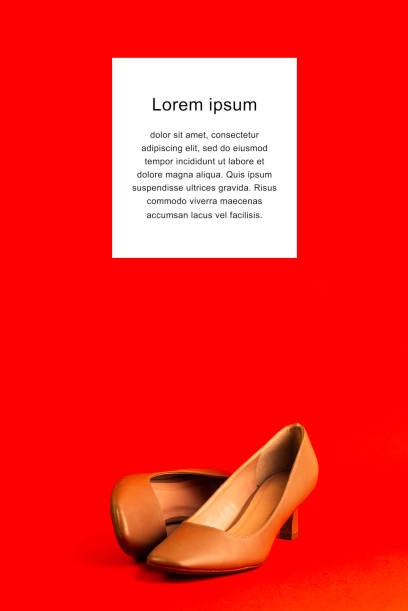 Lorem ipsum
dolor sit amet, consectetur
adipiscing elit, sed do eiusmod
tempor incididunt ut labore et
dolore magna aliqua. Quis ipsum
suspendisse ultrices gravida. Risus
commodo viverra maecenas
accumsan lacus vel facilisis.